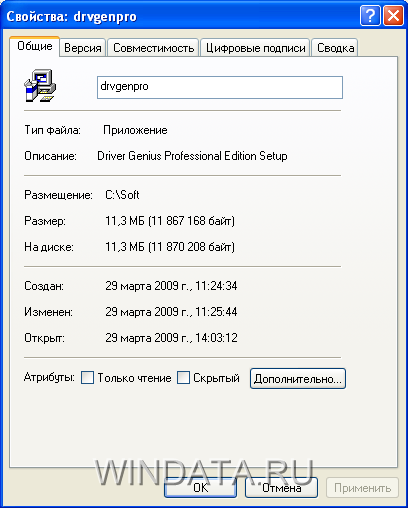 Свойства: drvgenpro
Общие Версия Совместимость Цифровые подписи Сводка
drvgenpro
Тип файла: Приложение
Описание: Driver Genius Professional Edition Setup
Размещение: C:\Soft
Размер: 11,3 МБ (11 867 168 байт)
На диске: 11,3 МБ (11 870 208 байт)
Создан: 29 марта 2009 г., 11:24:34
Изменен: 29 марта 2009 г., 11:25:44
Открыт: 29 марта 2009 г., 14:03:12
Атрибуты: Только чтение Скрытый Дополнительно...
WINDATA.RU
OK Отмена Применить